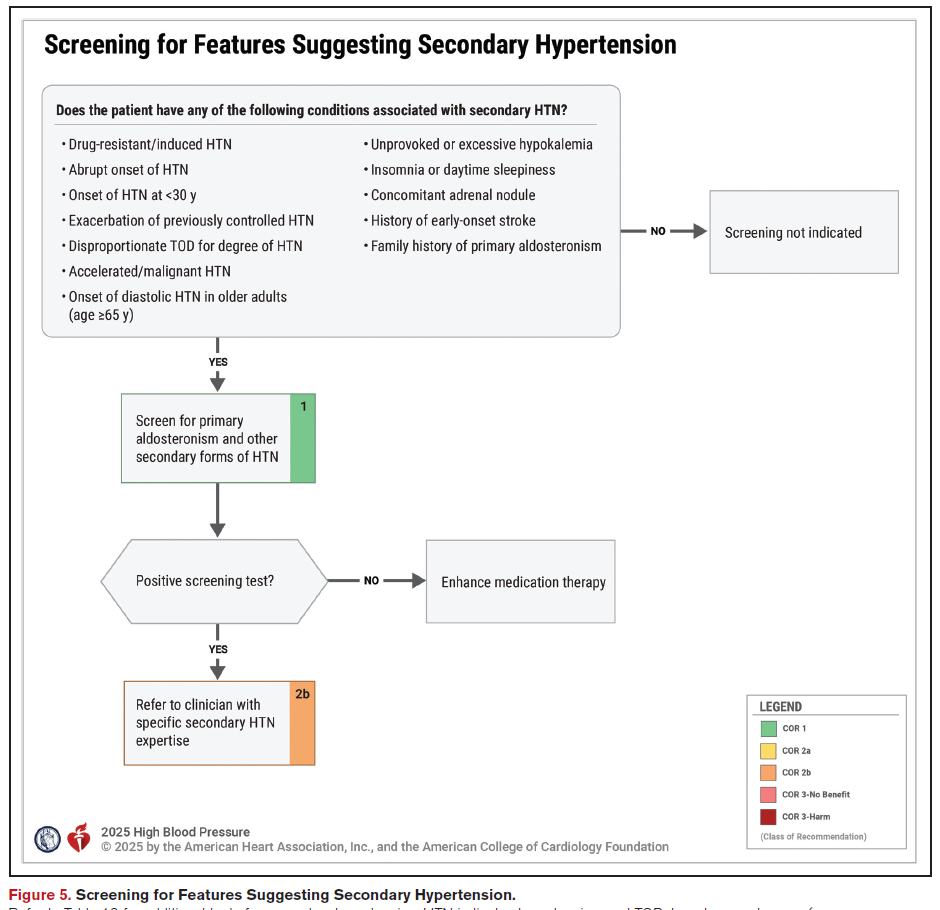 Screening for Features Suggesting Secondary Hypertension
Does the patient have any of the following conditions associated with secondary HTN?
• Drug-resistant/induced HTN
• Abrupt onset of HTN
• Onset of HTN at <30 y
• Exacerbation of previously controlled HTN
• Disproportionate TOD for degree of HTN
• Accelerated/malignant HTN
• Onset of diastolic HTN in older adults
(age ≥65 y)
• Unprovoked or excessive hypokalemia
• Insomnia or daytime sleepiness
• Concomitant adrenal nodule
• History of early-onset stroke
• Family history of primary aldosteronism
NO
Screening not indicated
YES
1
Screen for primary
aldosteronism and other
secondary forms of HTN
Positive screening test?
NO
Enhance medication therapy
YES
2b
Refer to clinician with
specific secondary HTN
expertise
LEGEND
COR 1
COR 2a
COR 2b
COR 3-No Benefit
COR 3-Harm
(Class of Recommendation)
2025 High Blood Pressure
© 2025 by the American Heart Association, Inc., and the American College of Cardiology Foundation
Figure 5. Screening for Features Suggesting Secondary Hypertension.